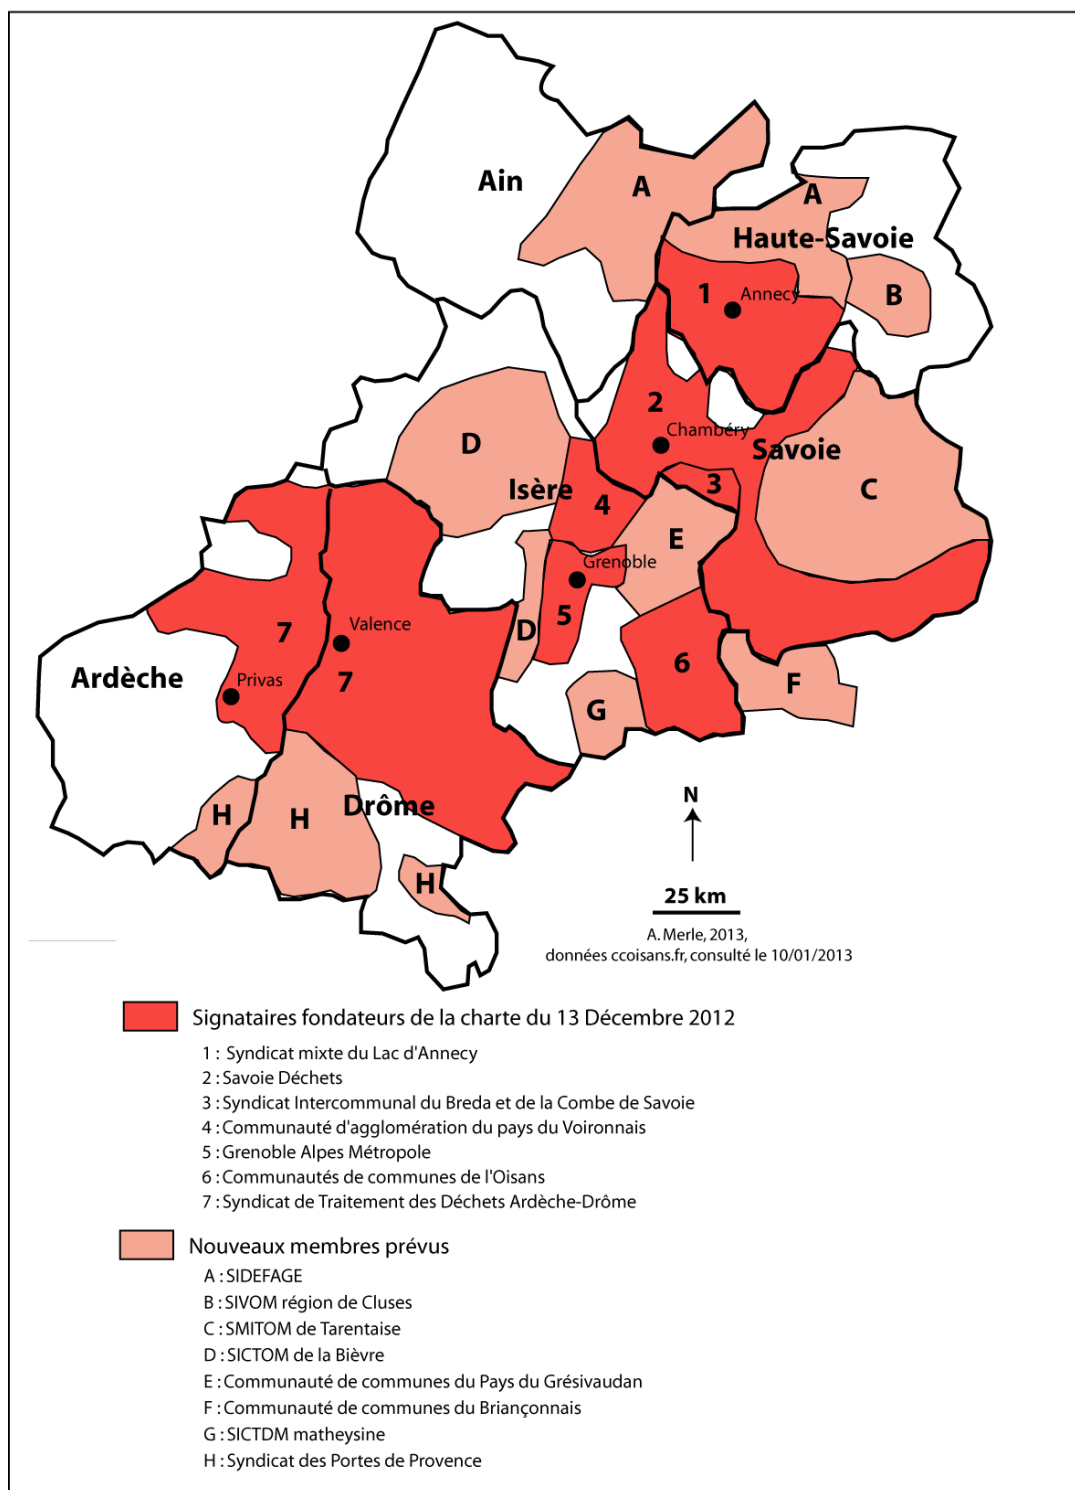 Ain
A
A
Haute-Savoie
1
Annecy
B
2
Chambéry
Savoie
D
Isère
3
C
4
E
Grenoble
5
D
7
Valence
6
Ardèche
Privas
7
F
G
H
H
Drôme
H
N
25 km
A. Merle, 2013,
données ccoisans.fr, consulté le 10/01/2013
Signataires fondateurs de la charte du 13 Décembre 2012
1 : Syndicat mixte du Lac d'Annecy
2 : Savoie Déchets
3 : Syndicat Intercommunal du Breda et de la Combe de Savoie
4 : Communauté d'agglomération du pays du Voironnais
5 : Grenoble Alpes Métropole
6 : Communautés de communes de l'Oisans
7 : Syndicat de Traitement des Déchets Ardèche-Drôme
Nouveaux membres prévus
A : SIDEFAGE
B : SIVOM région de Cluses
C : SMITOM de Tarentaise
D : SICTOM de la Bièvre
E : Communauté de communes du Pays du Grésivaudan
F : Communauté de communes du Briançonnais
G : SICTDM matheysine
H : Syndicat des Portes de Provence